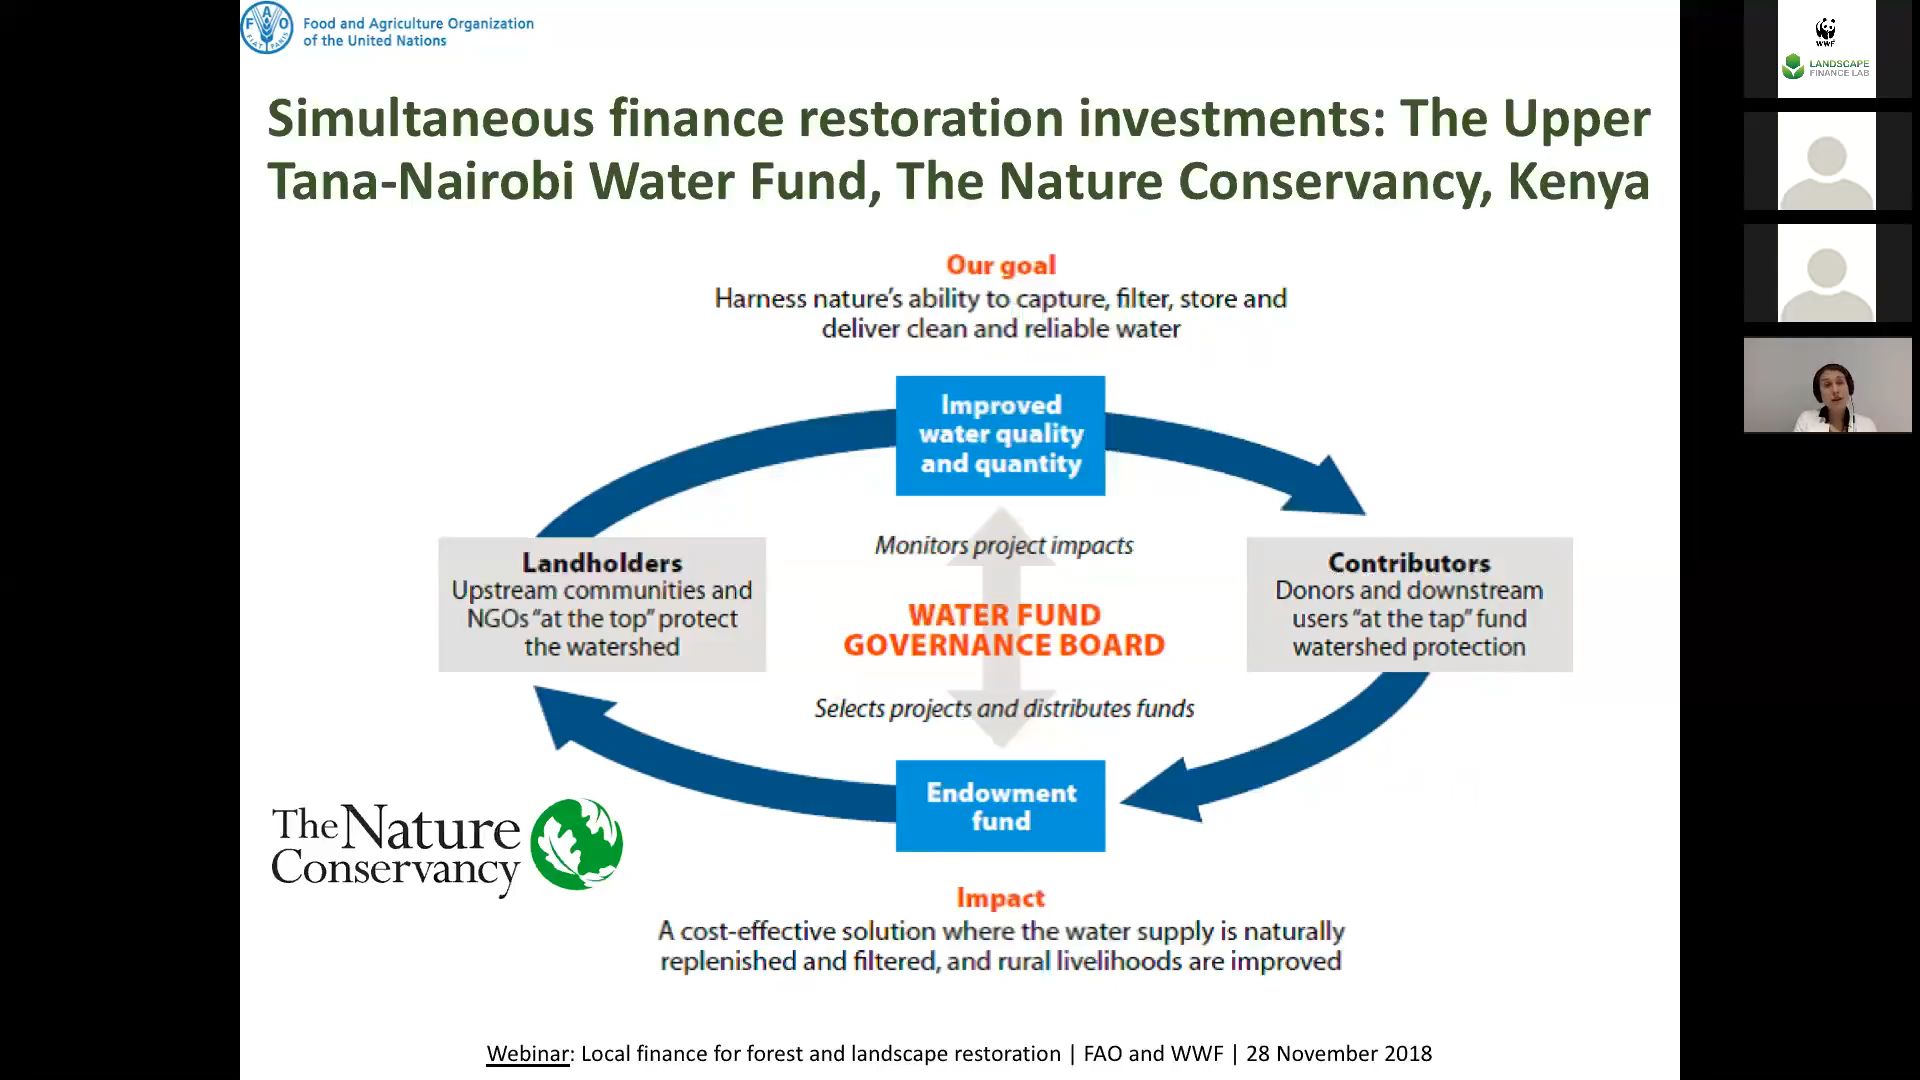 FAO
FIAT PANIS
Food and Agriculture Organization
of the United Nations
WWF
LANDSCAPE
FINANCE LAB
Simultaneous finance restoration investments: The Upper
Tana-Nairobi Water Fund, The Nature Conservancy, Kenya
Our goal
Harness nature’s ability to capture, filter, store and
deliver clean and reliable water
Improved
water quality
and quantity
Landholders
Upstream communities and
NGOs “at the top” protect
the watershed
Monitors project impacts
WATER FUND
GOVERNANCE BOARD
Selects projects and distributes funds
Contributors
Donors and downstream
users “at the tap” fund
watershed protection
Endowment
fund
The Nature
Conservancy
Impact
A cost-effective solution where the water supply is naturally
replenished and filtered, and rural livelihoods are improved
Webinar: Local finance for forest and landscape restoration | FAO and WWF | 28 November 2018